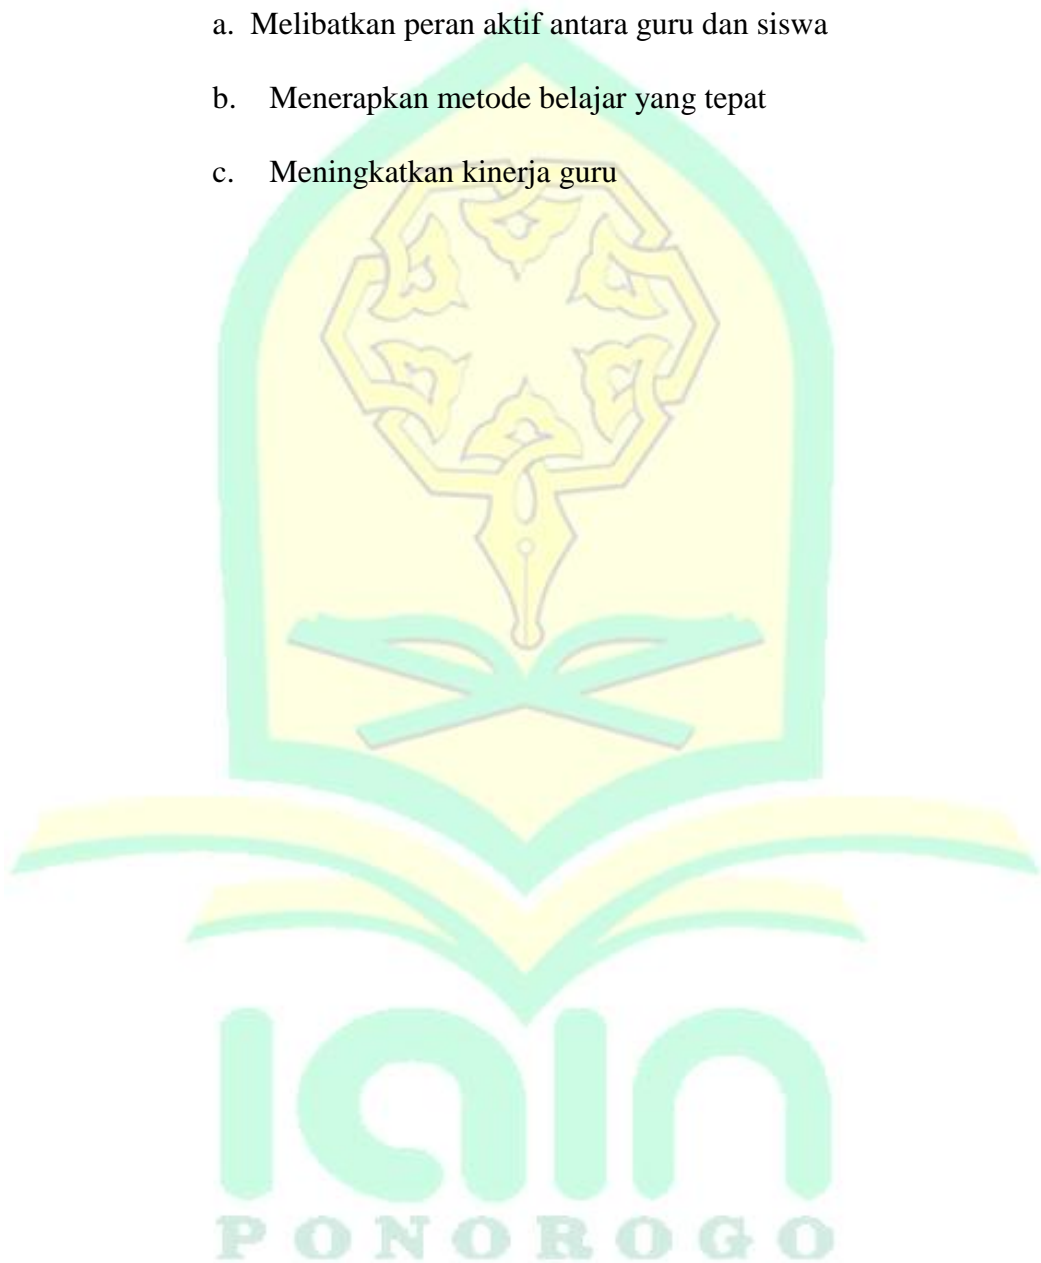 a. Melibatkan peran aktif antara guru dan siswa
b. Menerapkan metode belajar yang tepat
c. Meningkatkan kinerja guru
iain
PONOROGO